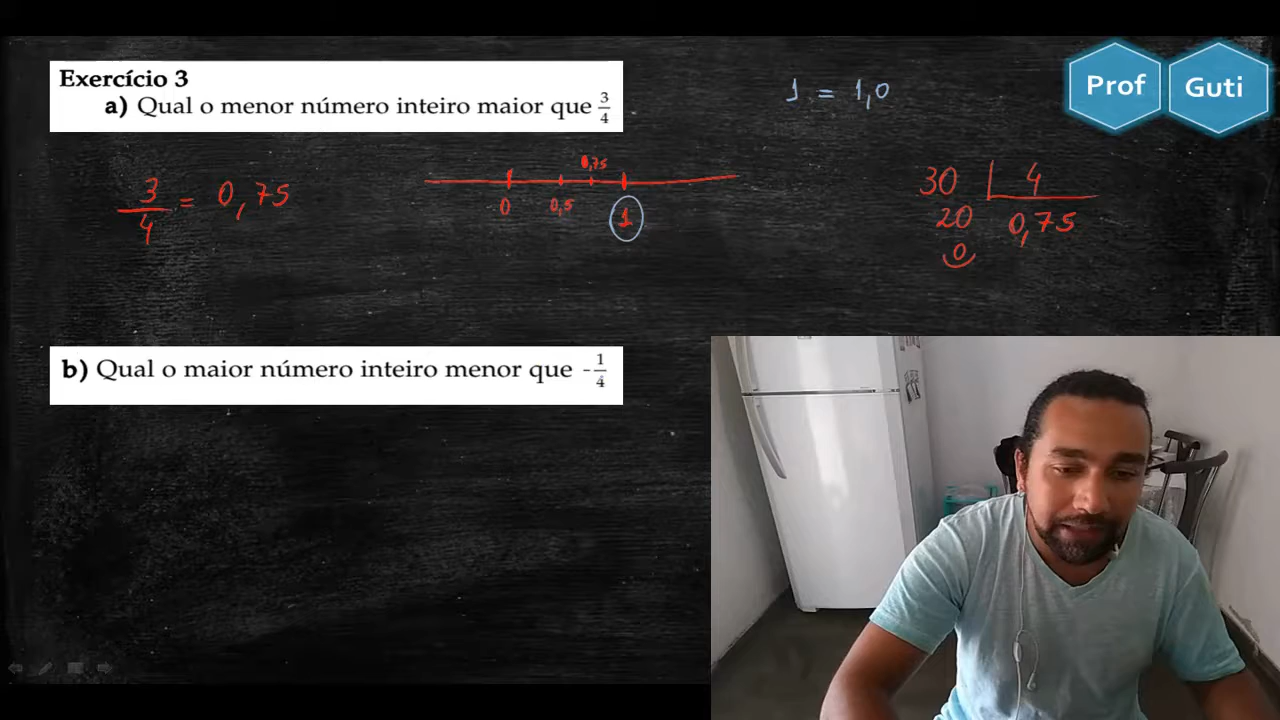 Exercício 3
a) Qual o menor número inteiro maior que 3/4
1 = 1,0
Prof Guti
3/4 = 0,75
0,75
0 0,5 1
30 | 4
20 0,75
0
b) Qual o maior número inteiro menor que -1/4